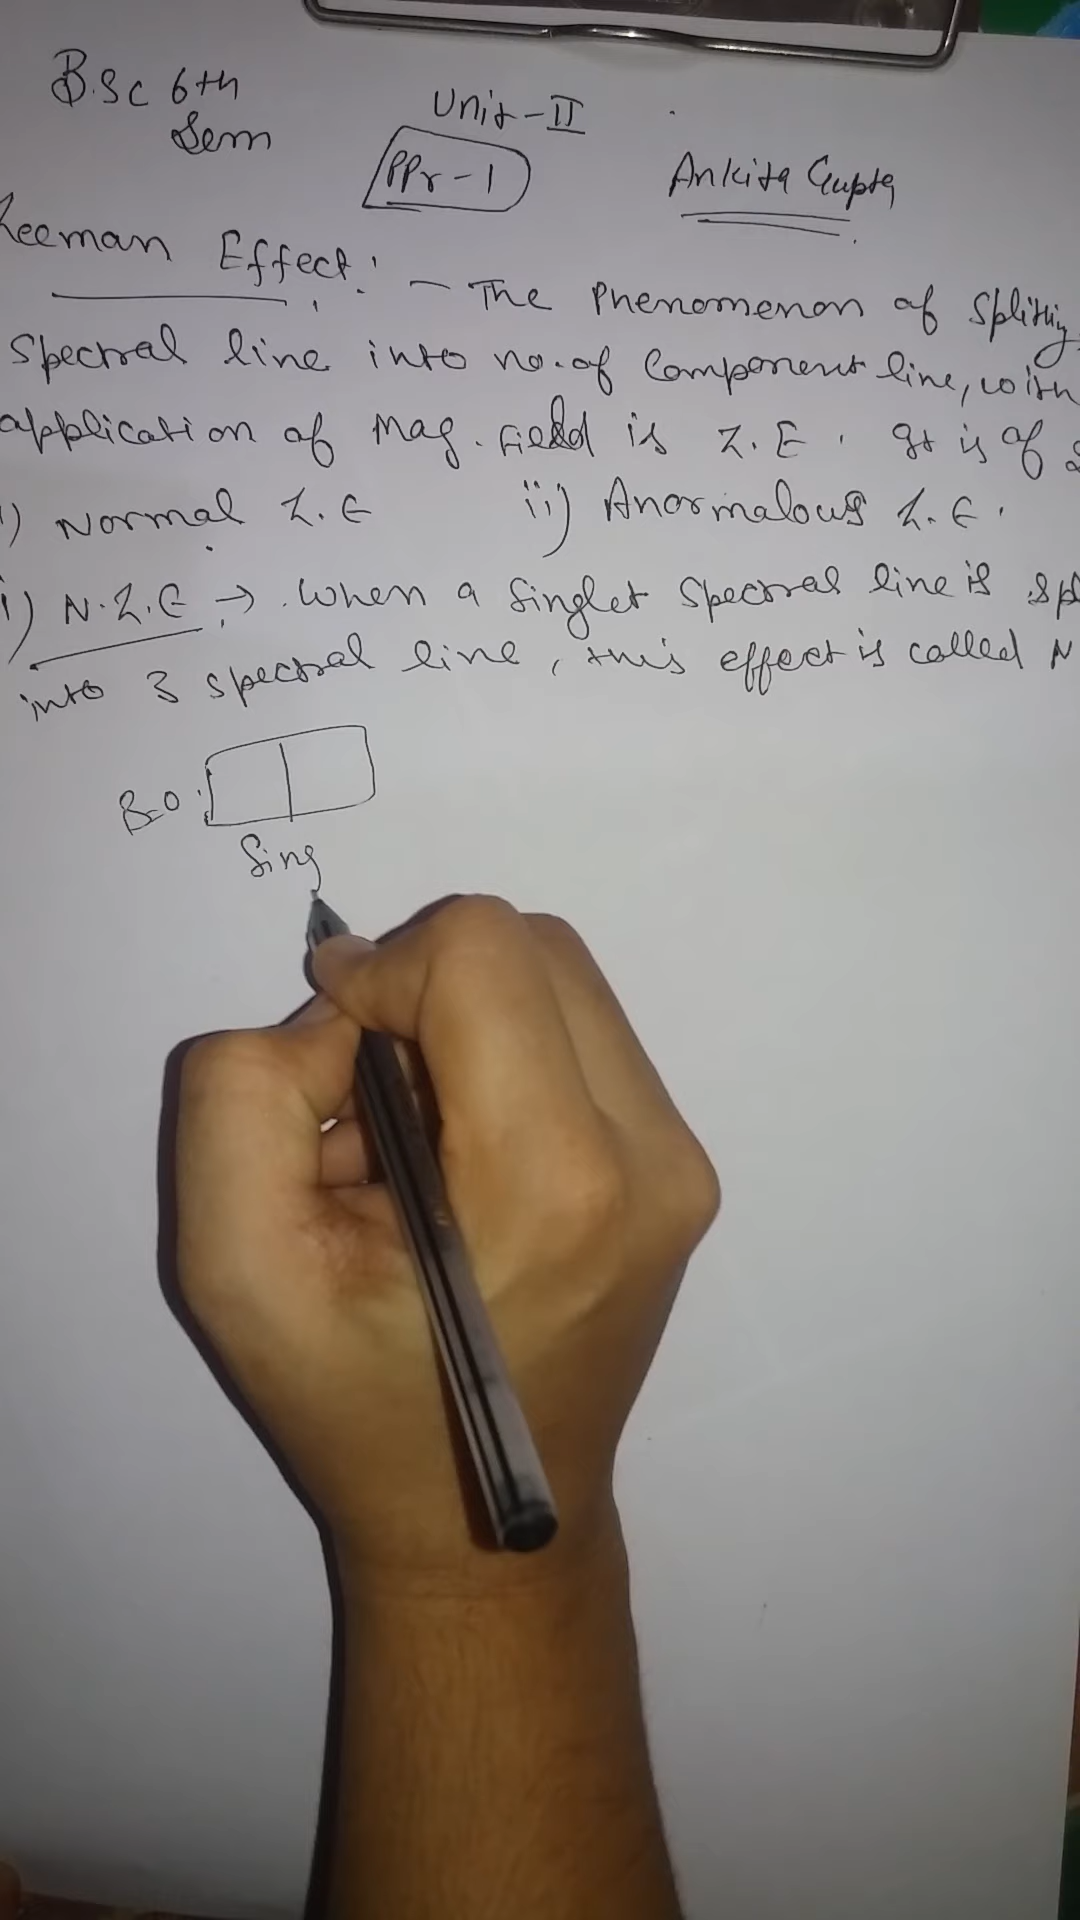 B.Sc 6th
Sem
Unit-II
PPr-1
Ankita Gupta
Zeeman Effect:- The Phenomenon of Splitting
Spectral line into no. of Component line, with
application of Mag. Field is Z.E. It is of 2
i) Normal Z.E ii) Anormalous Z.E.
i) N.Z.E → When a Singlet Spectral line is spl
into 3 spectral line, this effect is called N
B=0
Sing